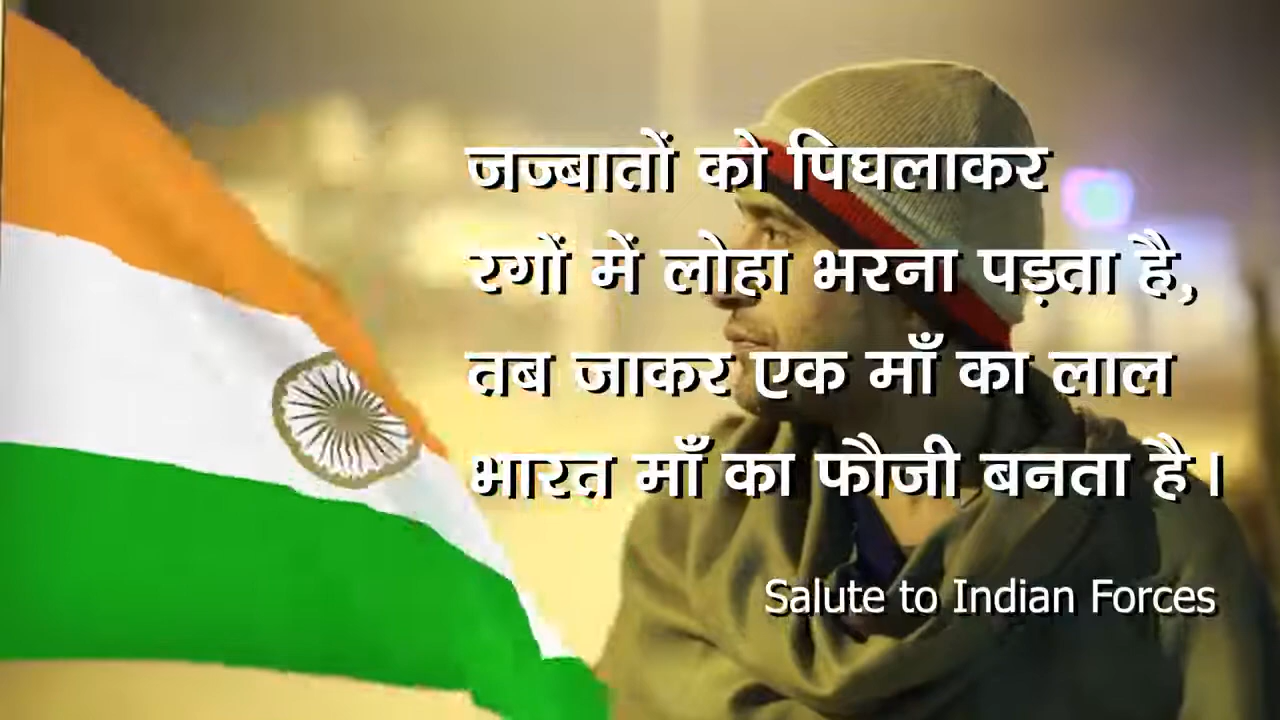 जज्बातों को पिघलाकर
रगों में लोहा भरना पड़ता है,
तब जाकर एक माँ का लाल
भारत माँ का फौजी बनता है।
Salute to Indian Forces